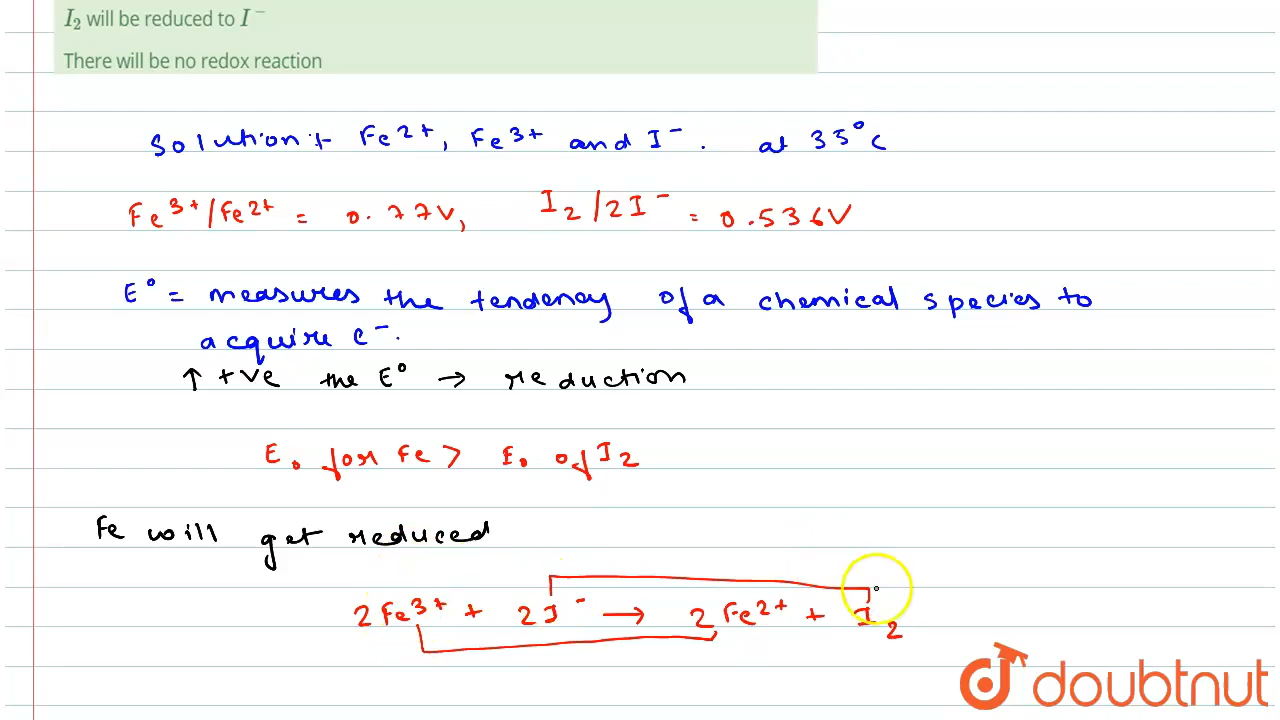 I₂ will be reduced to I⁻
There will be no redox reaction
Solution : Fe²⁺, Fe³⁺ and I⁻. at 35°C
Fe³⁺/Fe²⁺ = 0.77V, I₂/2I⁻ = 0.536V
E° = measures the tendency of a chemical species to
acquire e⁻.
↑ +ve the E° → reduction
E₀ for Fe > E₀ of I₂
Fe will get reduced
2Fe³⁺ + 2I⁻ → 2Fe²⁺ + I₂
doubtnut